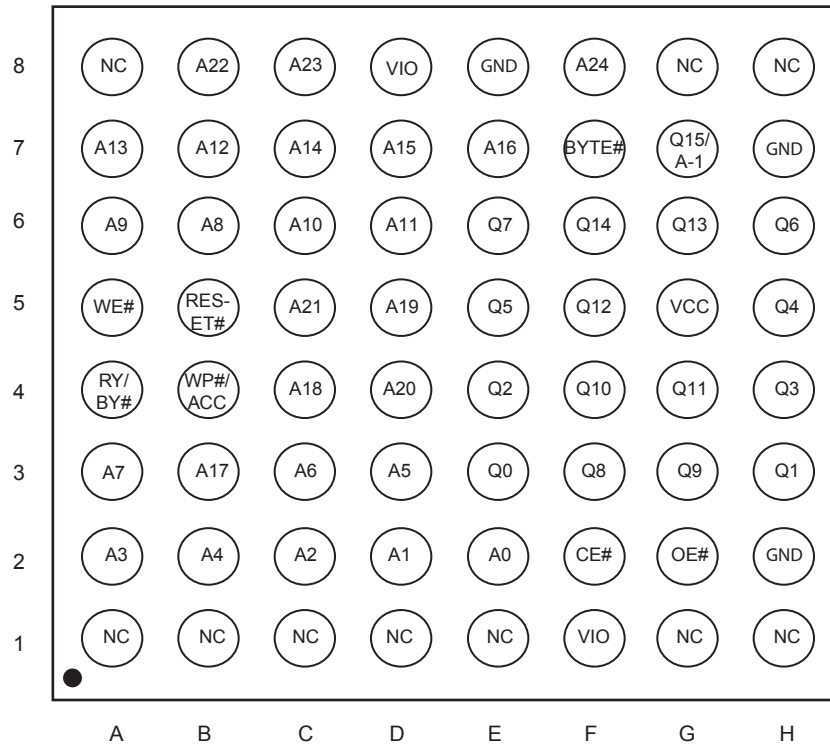 8 NC A22 A23 VIO GND A24 NC NC
7 A13 A12 A14 A15 A16 BYTE# Q15/ A-1 GND
6 A9 A8 A10 A11 Q7 Q14 Q13 Q6
5 WE# RES- ET# A21 A19 Q5 Q12 VCC Q4
4 RY/ BY# WP#/ ACC A18 A20 Q2 Q10 Q11 Q3
3 A7 A17 A6 A5 Q0 Q8 Q9 Q1
2 A3 A4 A2 A1 A0 CE# OE# GND
1 NC NC NC NC NC VIO NC NC
A B C D E F G H